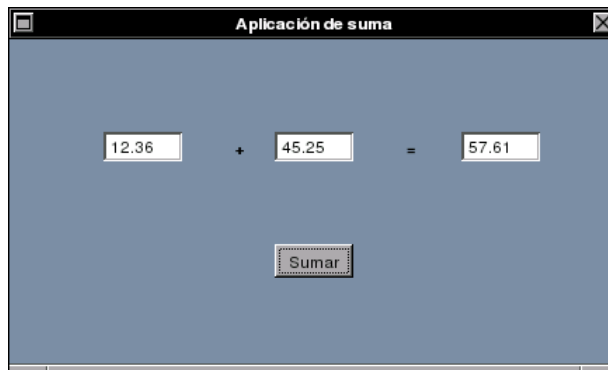 Aplicación de suma
12.36 + 45.25 = 57.61
Sumar